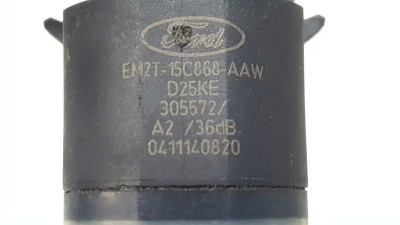 Ford
EM2T-15C868-AAW
D25KE
305572/
A2 /36dB
0411140820